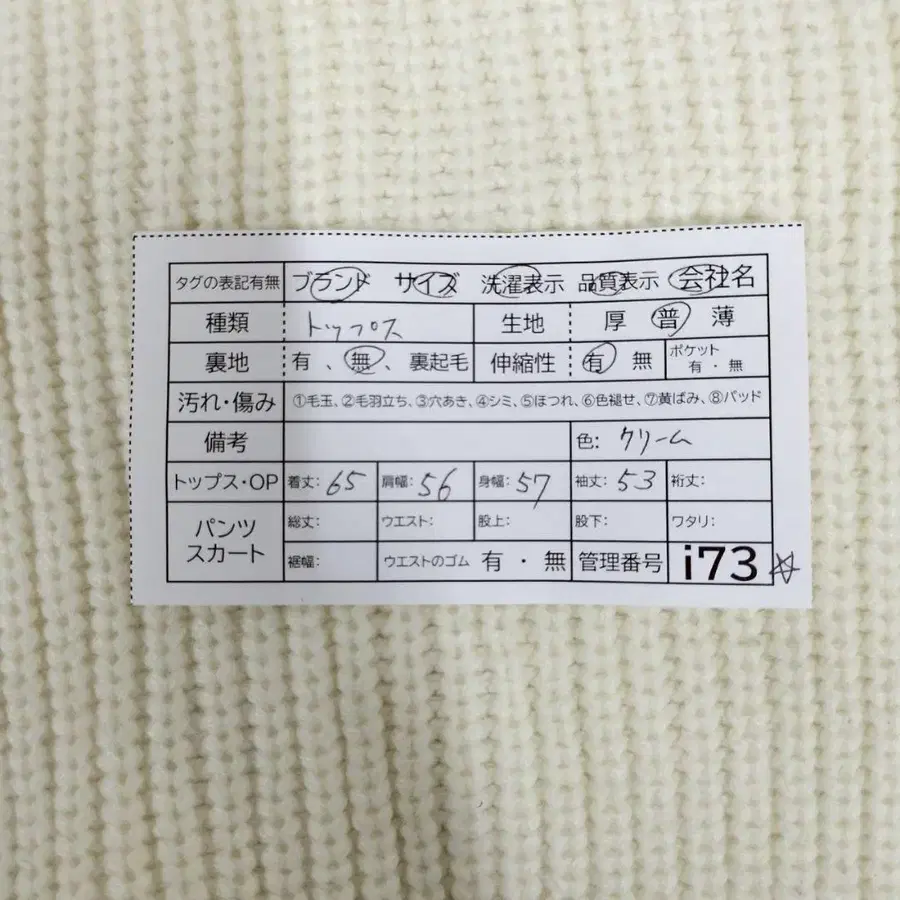 タグの表記有無 ブランド サイズ 洗濯表示 品質表示 会社名
種類 トップス 生地 厚 普 薄
裏地 有 、無、裏起毛 伸縮性 有 無 ポケット 有・無
汚れ・傷み ①毛玉、②毛羽立ち、③穴あき、④シミ、⑤ほつれ、⑥色褪せ、⑦黄ばみ、⑧パッド
備考 色: クリーム
トップス・OP 着丈: 65 肩幅: 56 身幅: 57 袖丈: 53 裄丈:
パンツ スカート 総丈: ウエスト: 股上: 股下: ワタリ:
裾幅: ウエストのゴム 有 ・ 無 管理番号 i73